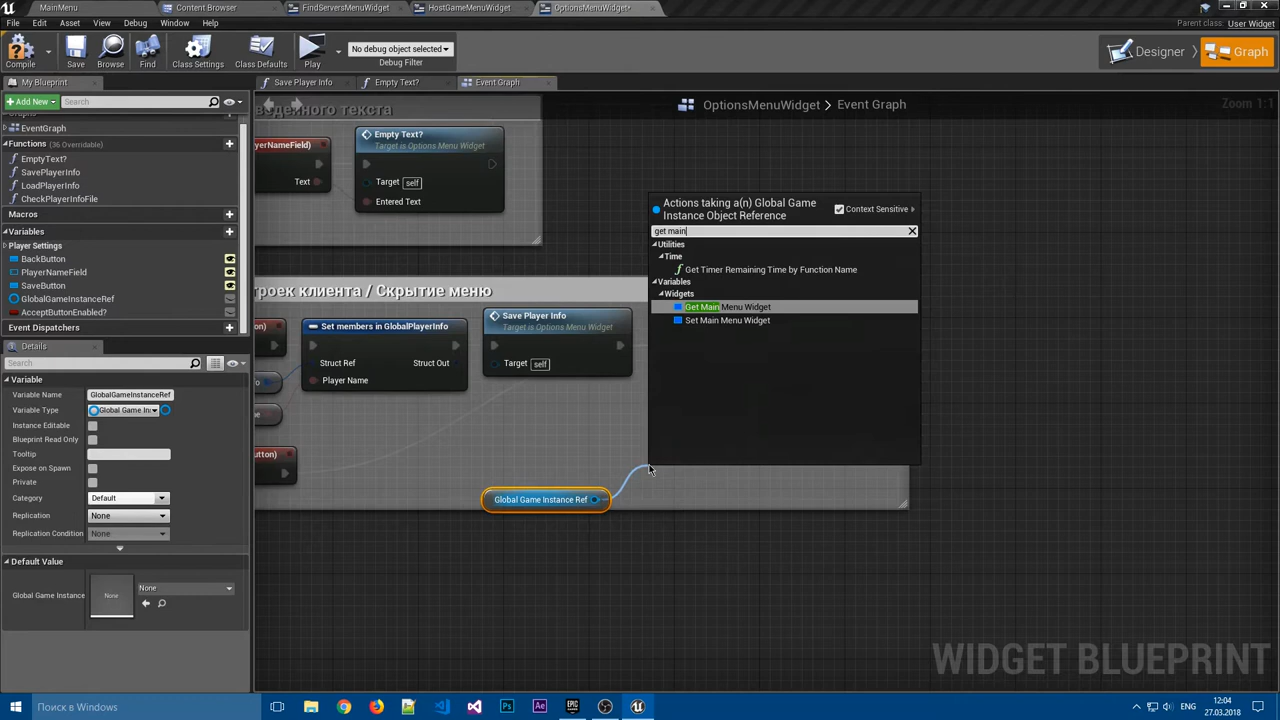 MainMenu
Content Browser
FindServersMenuWidget
HostGameMenuWidget
OptionsMenuWidget*
File Edit Asset View Debug Window Help
Parent class: User Widget
Compile
Save
Browse
Find
Class Settings
Class Defaults
Play
No debug object selected
Debug Filter
Designer
Graph
My Blueprint
Save Player Info
Empty Text?
Event Graph
Add New
Search
OptionsMenuWidget > Event Graph
Zoom 1:1
Graphs
EventGraph
Functions (36 Overridable)
EmptyText?
SavePlayerInfo
LoadPlayerInfo
CheckPlayerInfoFile
Macros
Variables
Player Settings
BackButton
PlayerNameField
SaveButton
GlobalGameInstanceRef
AcceptButtonEnabled?
Event Dispatchers
Details
Search
Variable
Variable Name GlobalGameInstanceRef
Variable Type Global Game In
Instance Editable
Blueprint Read Only
Tooltip
Expose on Spawn
Private
Category Default
Replication None
Replication Condition None
Default Value
Global Game Instance None None
веденного текста
yerNameField)
Text
Empty Text?
Target is Options Menu Widget
Target self
Entered Text
троек клиента / Скрытие меню
on)
Set members in GlobalPlayerInfo
Struct Ref Struct Out
Player Name
Save Player Info
Target is Options Menu Widget
Target self
utton)
Global Game Instance Ref
Actions taking a(n) Global Game
Instance Object Reference
Context Sensitive
get main
Utilities
Time
Get Timer Remaining Time by Function Name
Variables
Widgets
Get Main Menu Widget
Set Main Menu Widget
WIDGET BLUEPRINT
Поиск в Windows
Ps
Ae
EPIC
ENG
12:04
27.03.2018